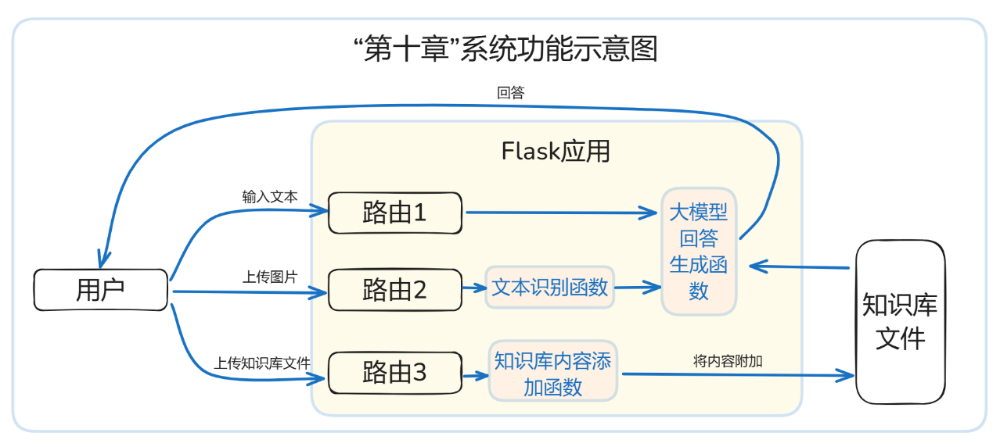 “第十章”系统功能示意图
回答
Flask应用
输入文本
路由1
大模型
回答
生成函
数
用户
上传图片
路由2
文本识别函数
知识库
文件
上传知识库文件
路由3
知识库内容添
加函数
将内容附加